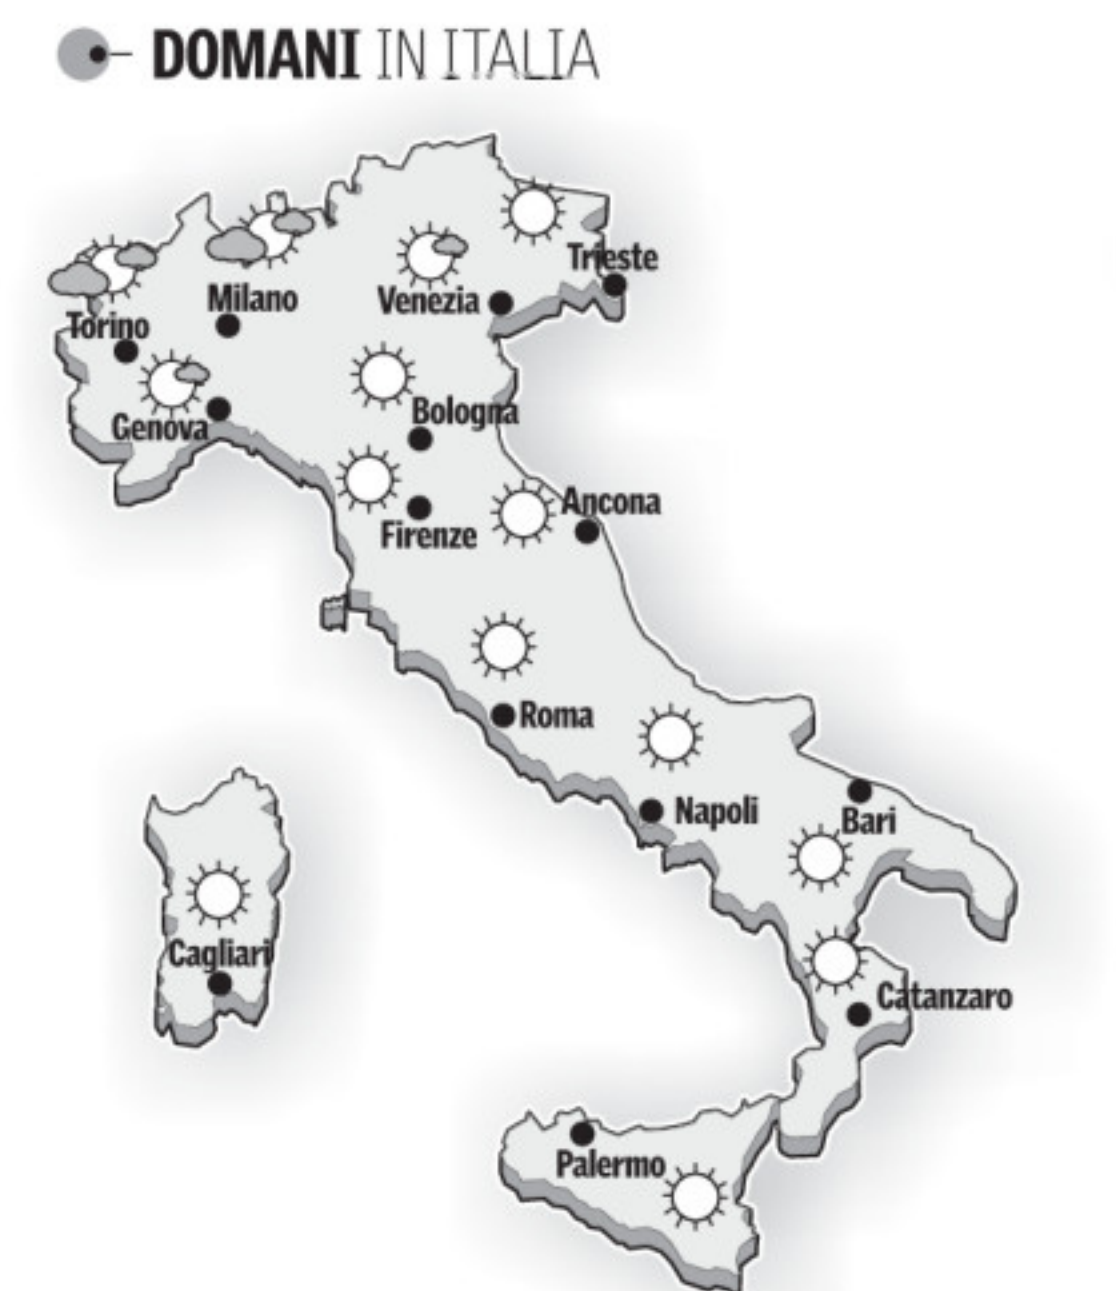 DOMANI IN ITALIA
Trieste
Milano
Venezia
Torino
Bologna
Genova
Ancona
Firenze
Roma
Napoli
Bari
Cagliari
Catanzaro
Palermo